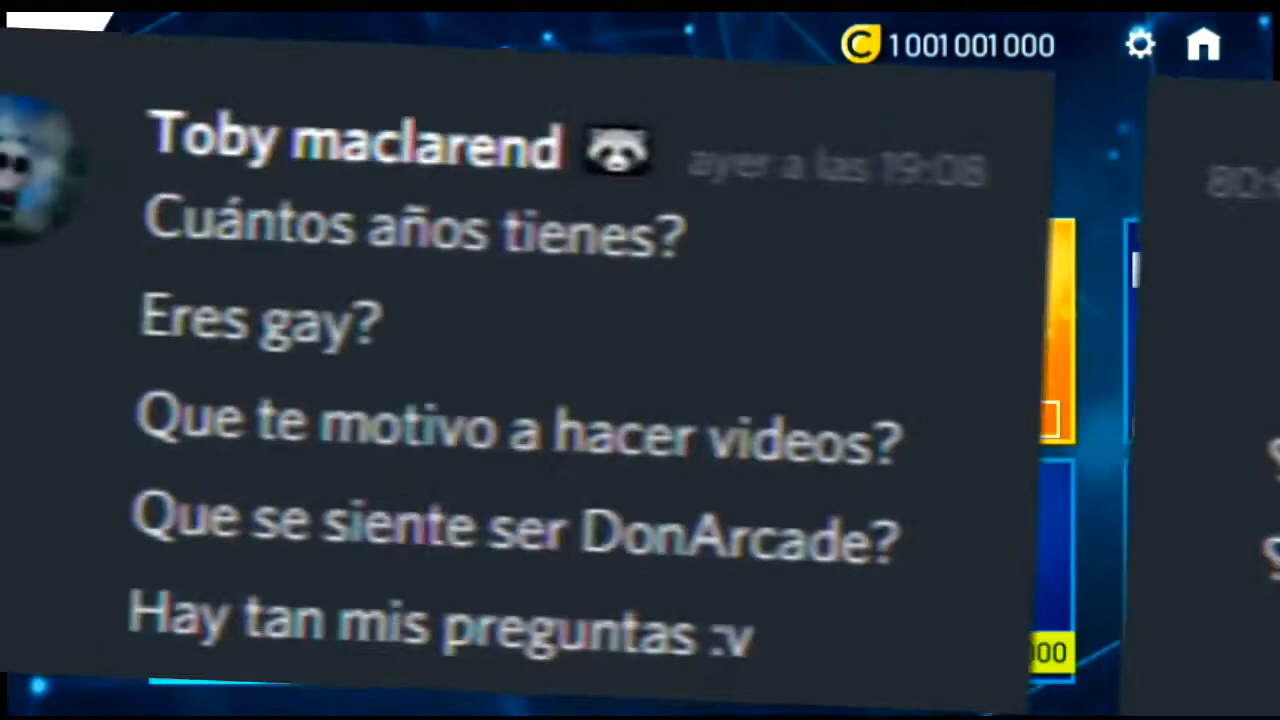 1 001 001 000
Toby maclarend ayer a las 19:08
Cuántos años tienes?
Eres gay?
Que te motivo a hacer videos?
Que se siente ser DonArcade?
Hay tan mis preguntas :v